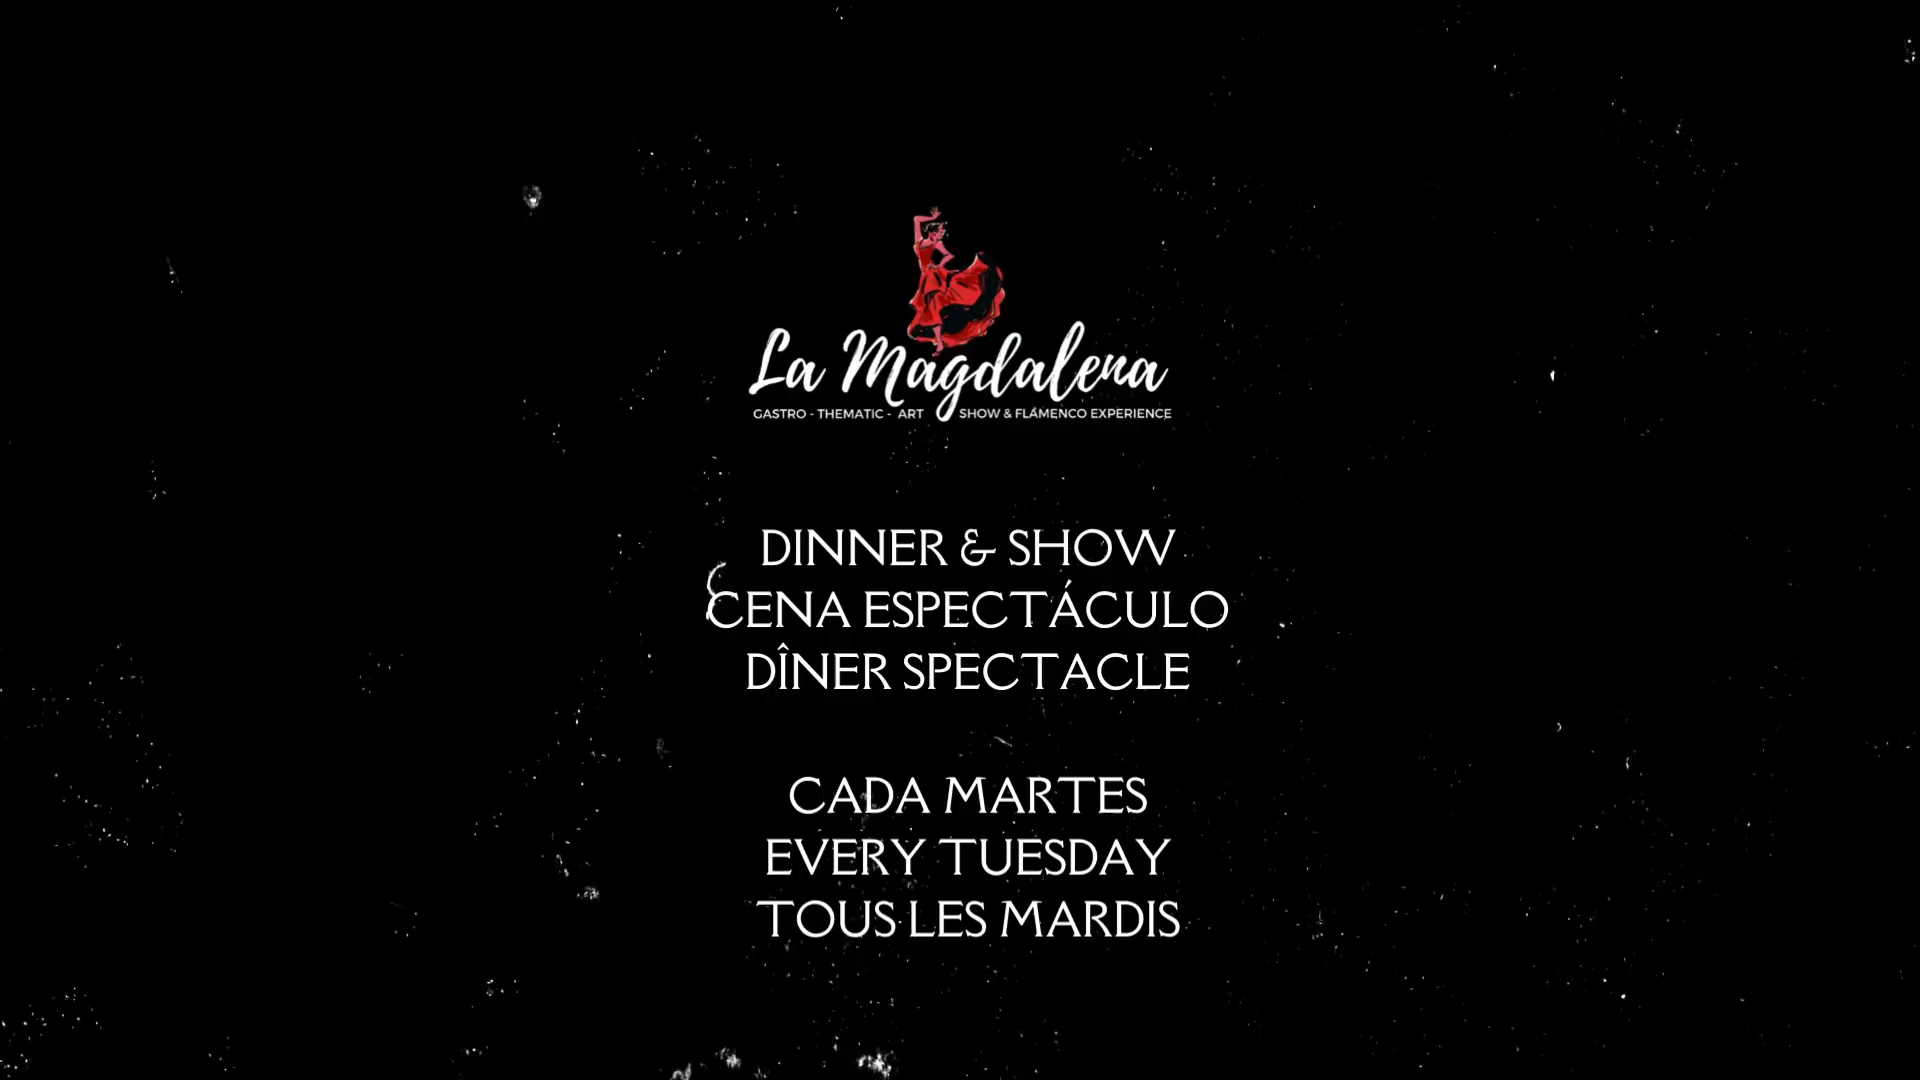 La Magdalena
GASTRO - THEMATIC - ART SHOW & FLAMENCO EXPERIENCE
DINNER & SHOW
CENA ESPECTÁCULO
DÎNER SPECTACLE
CADA MARTES
EVERY TUESDAY
TOUS LES MARDIS